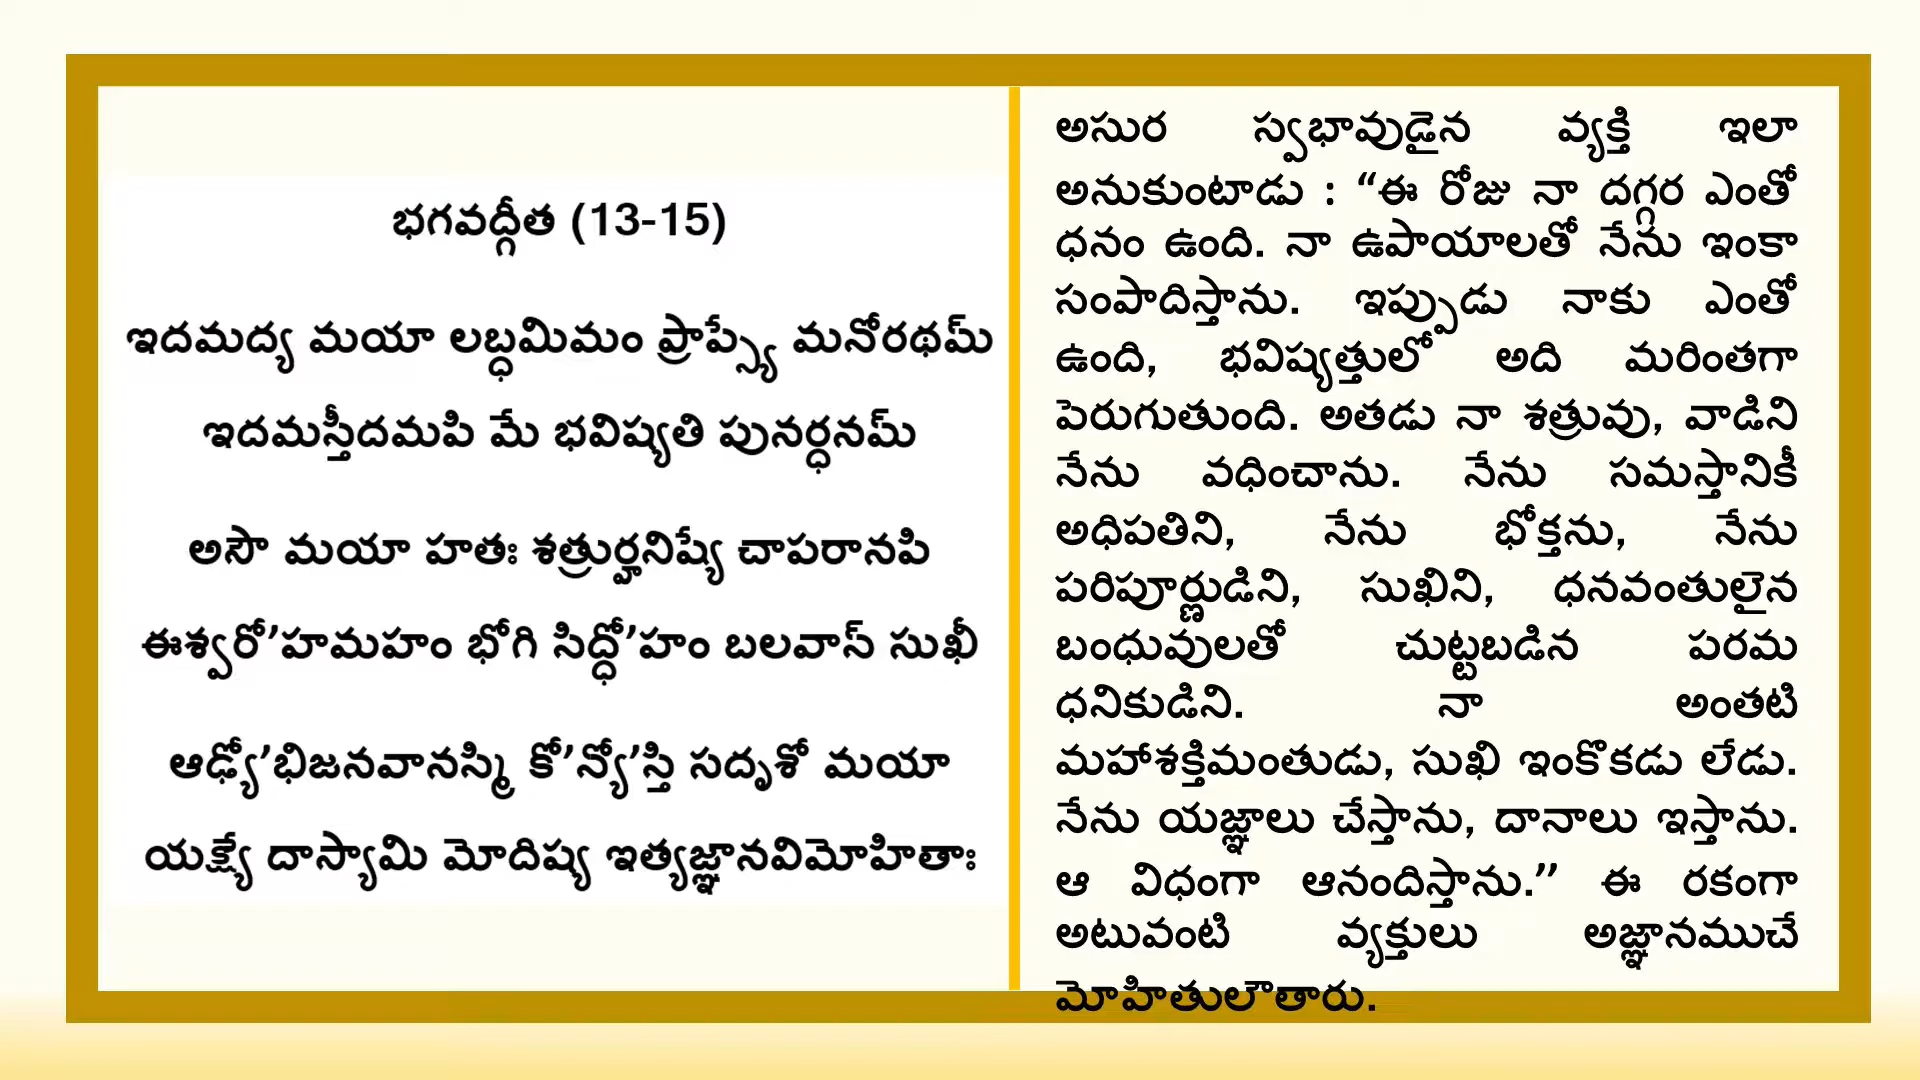 భగవద్గీత (13-15)
ఇదమద్య మయా లబ్ధమిమం ప్రాప్స్యే మనోరథమ్
ఇదమస్తీదమపి మే భవిష్యతి పునర్ధనమ్
అసౌ మయా హతః శత్రుర్హనిష్యే చాపరానపి
ఈశ్వరో’హమహం భోగి సిద్ధో’హం బలవాస్ సుఖీ
ఆఢ్యో’భిజనవానస్మి కో’న్యో’స్తి సదృశో మయా
యక్ష్యే దాస్యామి మోదిష్య ఇత్యజ్ఞానవిమోహితాః
అసుర స్వభావుడైన వ్యక్తి ఇలా
అనుకుంటాడు : “ఈ రోజు నా దగ్గర ఎంతో
ధనం ఉంది. నా ఉపాయాలతో నేను ఇంకా
సంపాదిస్తాను. ఇప్పుడు నాకు ఎంతో
ఉంది, భవిష్యత్తులో అది మరింతగా
పెరుగుతుంది. అతడు నా శత్రువు, వాడిని
నేను వధించాను. నేను సమస్తానికీ
అధిపతిని, నేను భోక్తను, నేను
పరిపూర్ణుడిని, సుఖిని, ధనవంతులైన
బంధువులతో చుట్టబడిన పరమ
ధనికుడిని. నా అంతటి
మహాశక్తిమంతుడు, సుఖి ఇంకొకడు లేడు.
నేను యజ్ఞాలు చేస్తాను, దానాలు ఇస్తాను.
ఆ విధంగా ఆనందిస్తాను.’’ ఈ రకంగా
అటువంటి వ్యక్తులు అజ్ఞానముచే
మోహితులౌతారు.